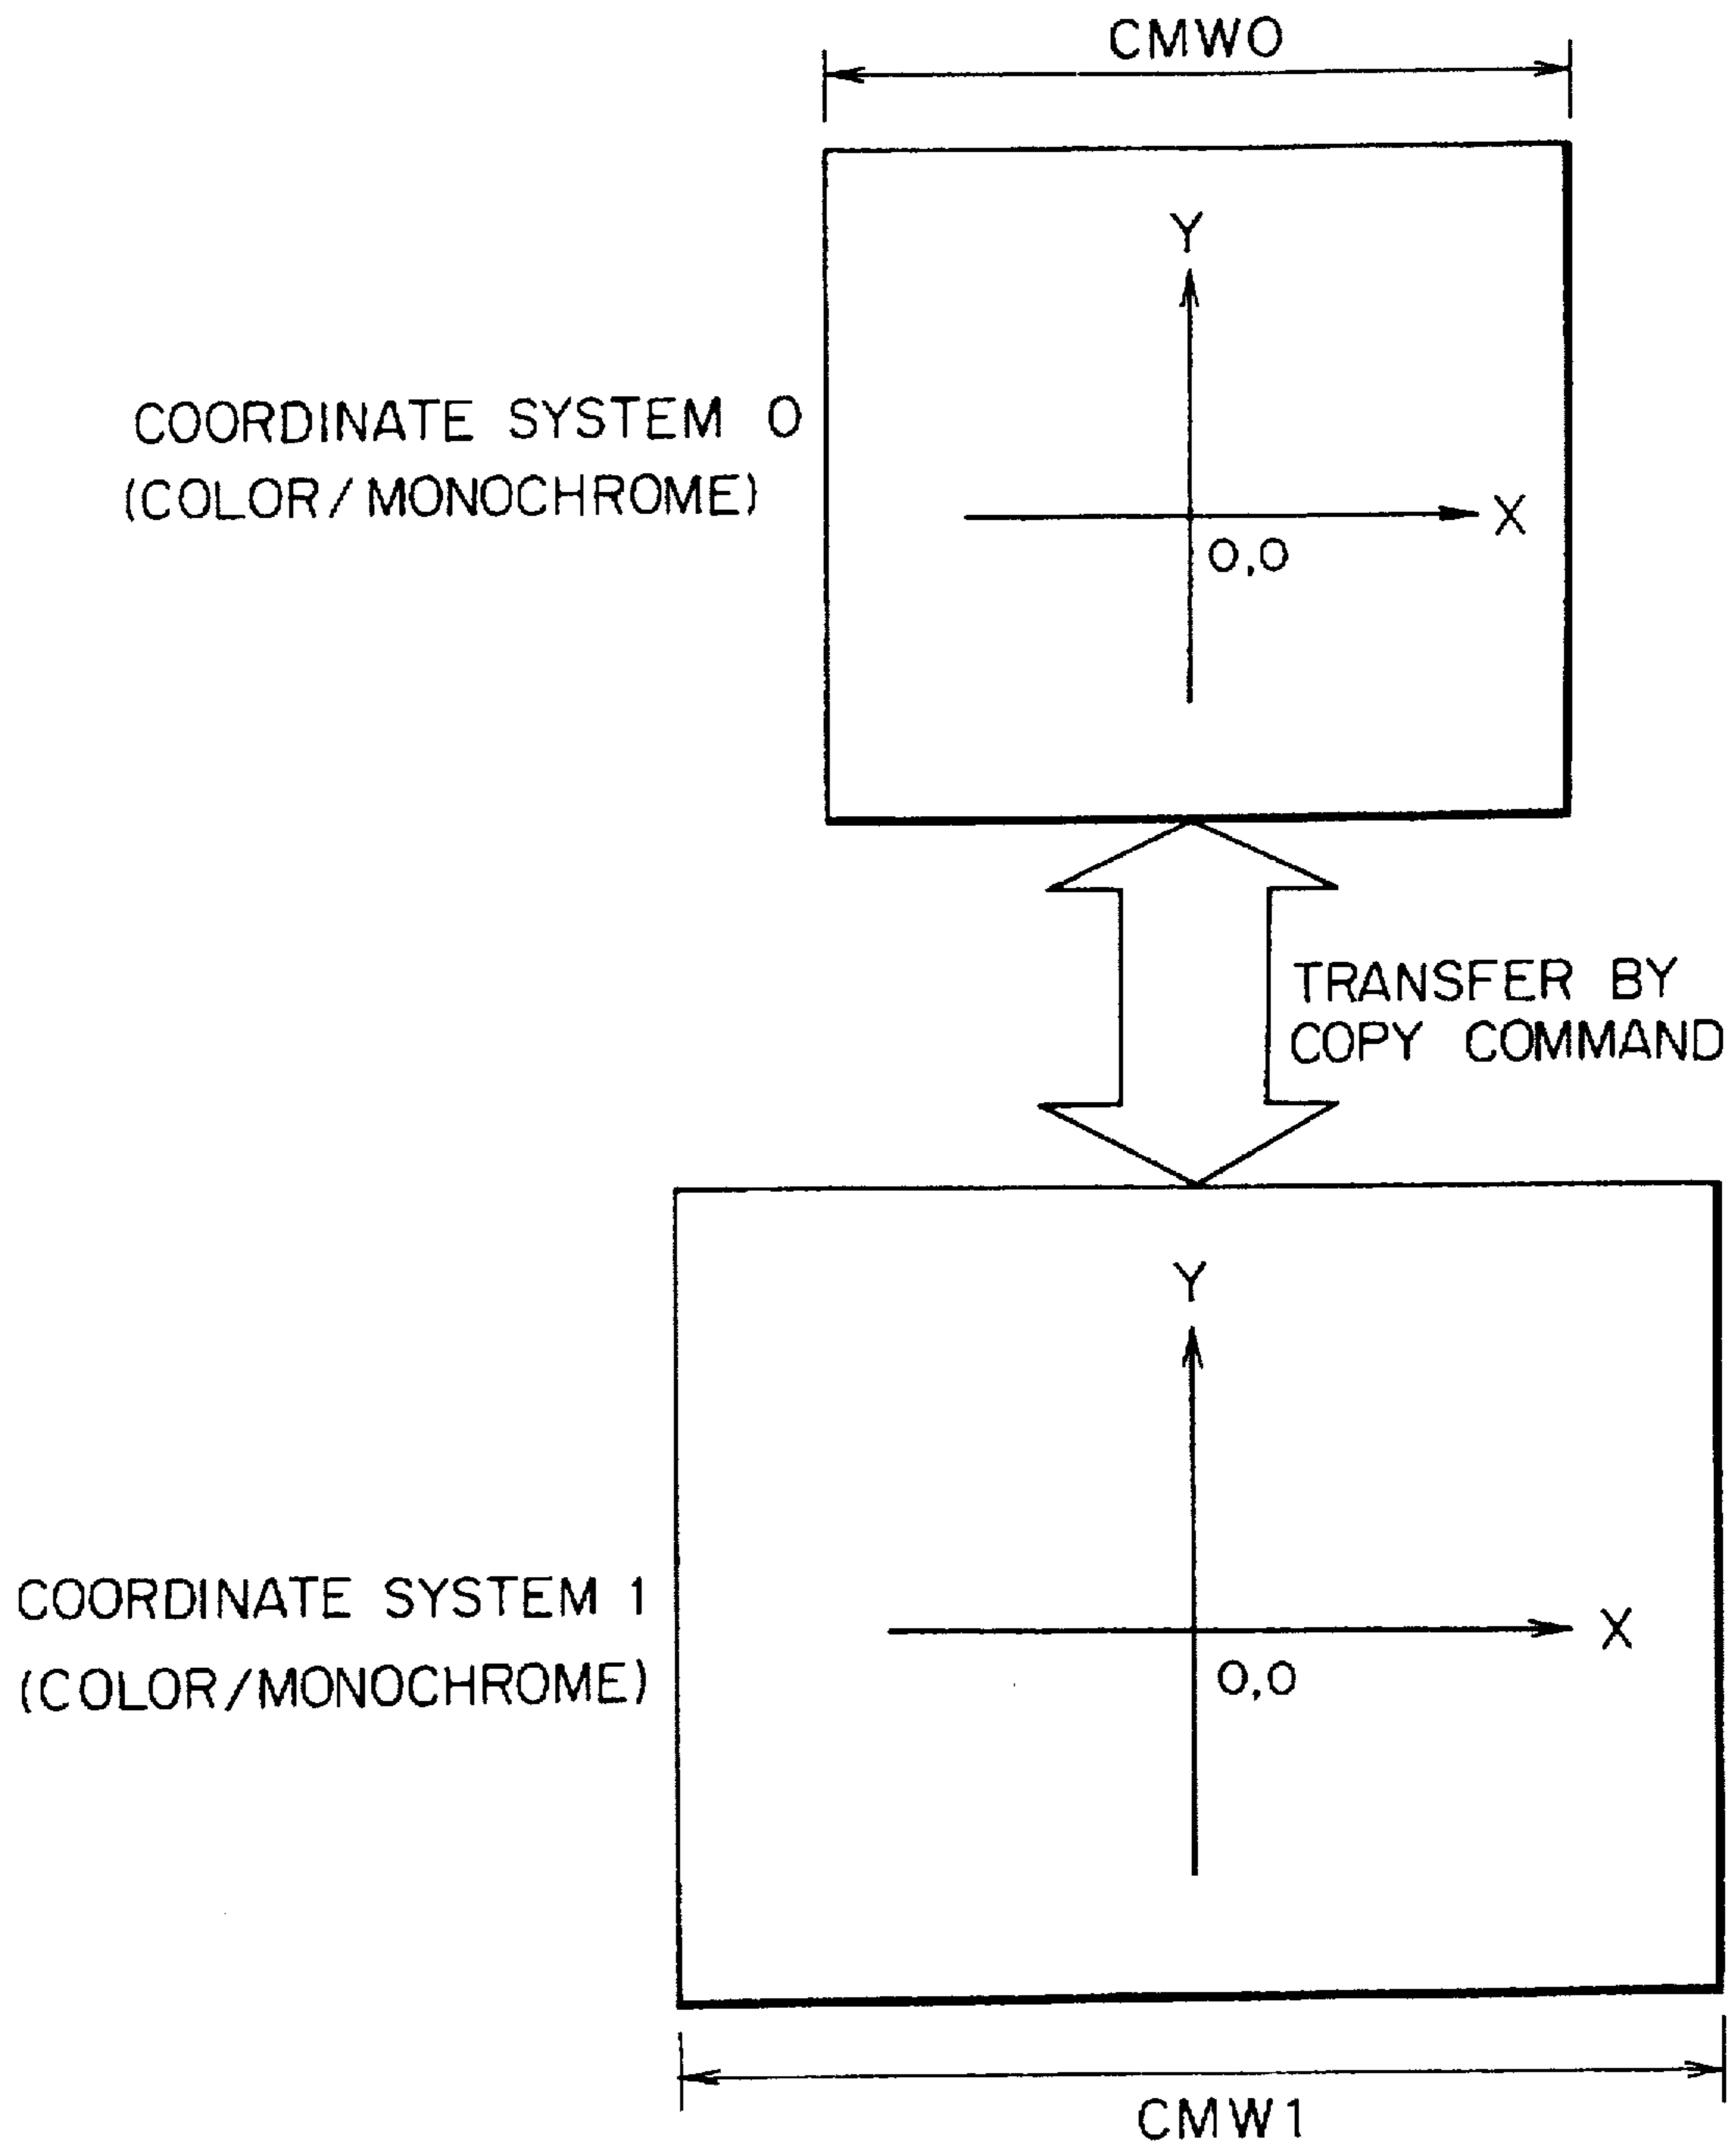 CMW0
Y
COORDINATE SYSTEM 0
(COLOR/MONOCHROME)
X
0,0
TRANSFER BY
COPY COMMAND
Y
COORDINATE SYSTEM 1
X
(COLOR/MONOCHROME)
0,0
CMW1